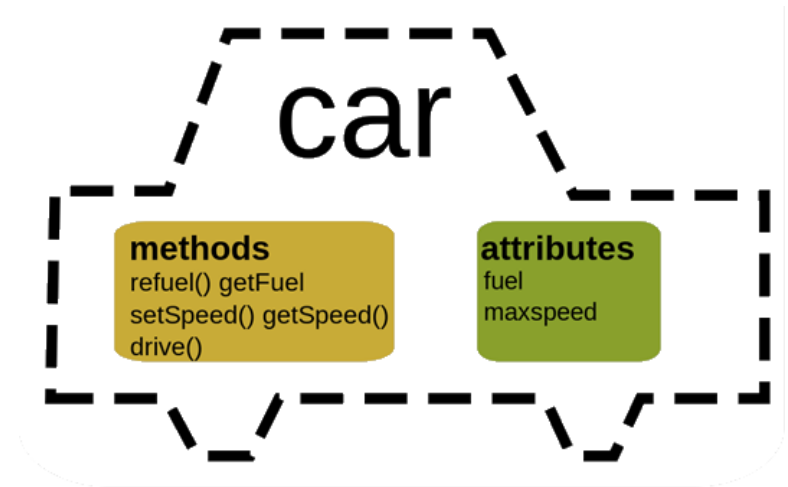 car
methods
refuel() getFuel
setSpeed() getSpeed()
drive()
attributes
fuel
maxspeed